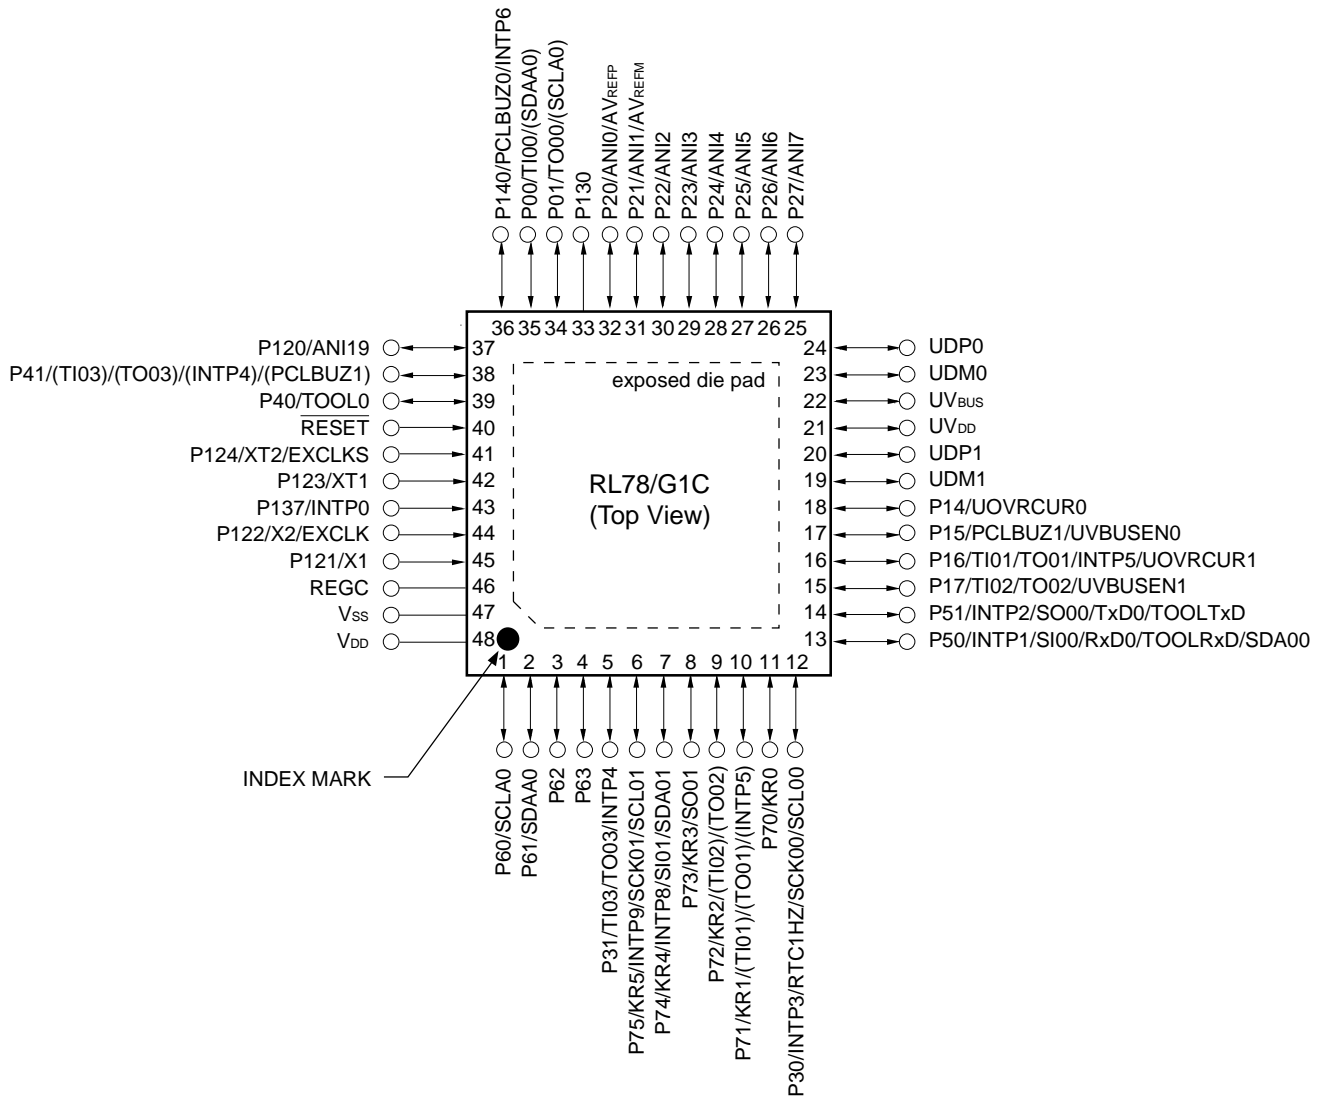 P140/PCLBUZ0/INTP6
P00/TI00/(SDAA0)
P01/TO00/(SCLA0)
P130
P20/ANI0/AVREFP
P21/ANI1/AVREFM
P22/ANI2
P23/ANI3
P24/ANI4
P25/ANI5
P26/ANI6
P27/ANI7
36 35 34 33 32 31 30 29 28 27 26 25
P120/ANI19 37
P41/(TI03)/(TO03)/(INTP4)/(PCLBUZ1) 38
P40/TOOL0 39
RESET 40
P124/XT2/EXCLKS 41
P123/XT1 42
P137/INTP0 43
P122/X2/EXCLK 44
P121/X1 45
REGC 46
VSS 47
VDD 48
exposed die pad
RL78/G1C
(Top View)
24 UDP0
23 UDM0
22 UVBUS
21 UVDD
20 UDP1
19 UDM1
18 P14/UOVRCUR0
17 P15/PCLBUZ1/UVBUSEN0
16 P16/TI01/TO01/INTP5/UOVRCUR1
15 P17/TI02/TO02/UVBUSEN1
14 P51/INTP2/SO00/TxD0/TOOLTxD
13 P50/INTP1/SI00/RxD0/TOOLRxD/SDA00
1 2 3 4 5 6 7 8 9 10 11 12
INDEX MARK
P60/SCLA0
P61/SDAA0
P62
P63
P31/TI03/TO03/INTP4
P75/KR5/INTP9/SCK01/SCL01
P74/KR4/INTP8/SI01/SDA01
P73/KR3/SO01
P72/KR2/(TI02)/(TO02)
P71/KR1/(TI01)/(TO01)/(INTP5)
P70/KR0
P30/INTP3/RTC1HZ/SCK00/SCL00